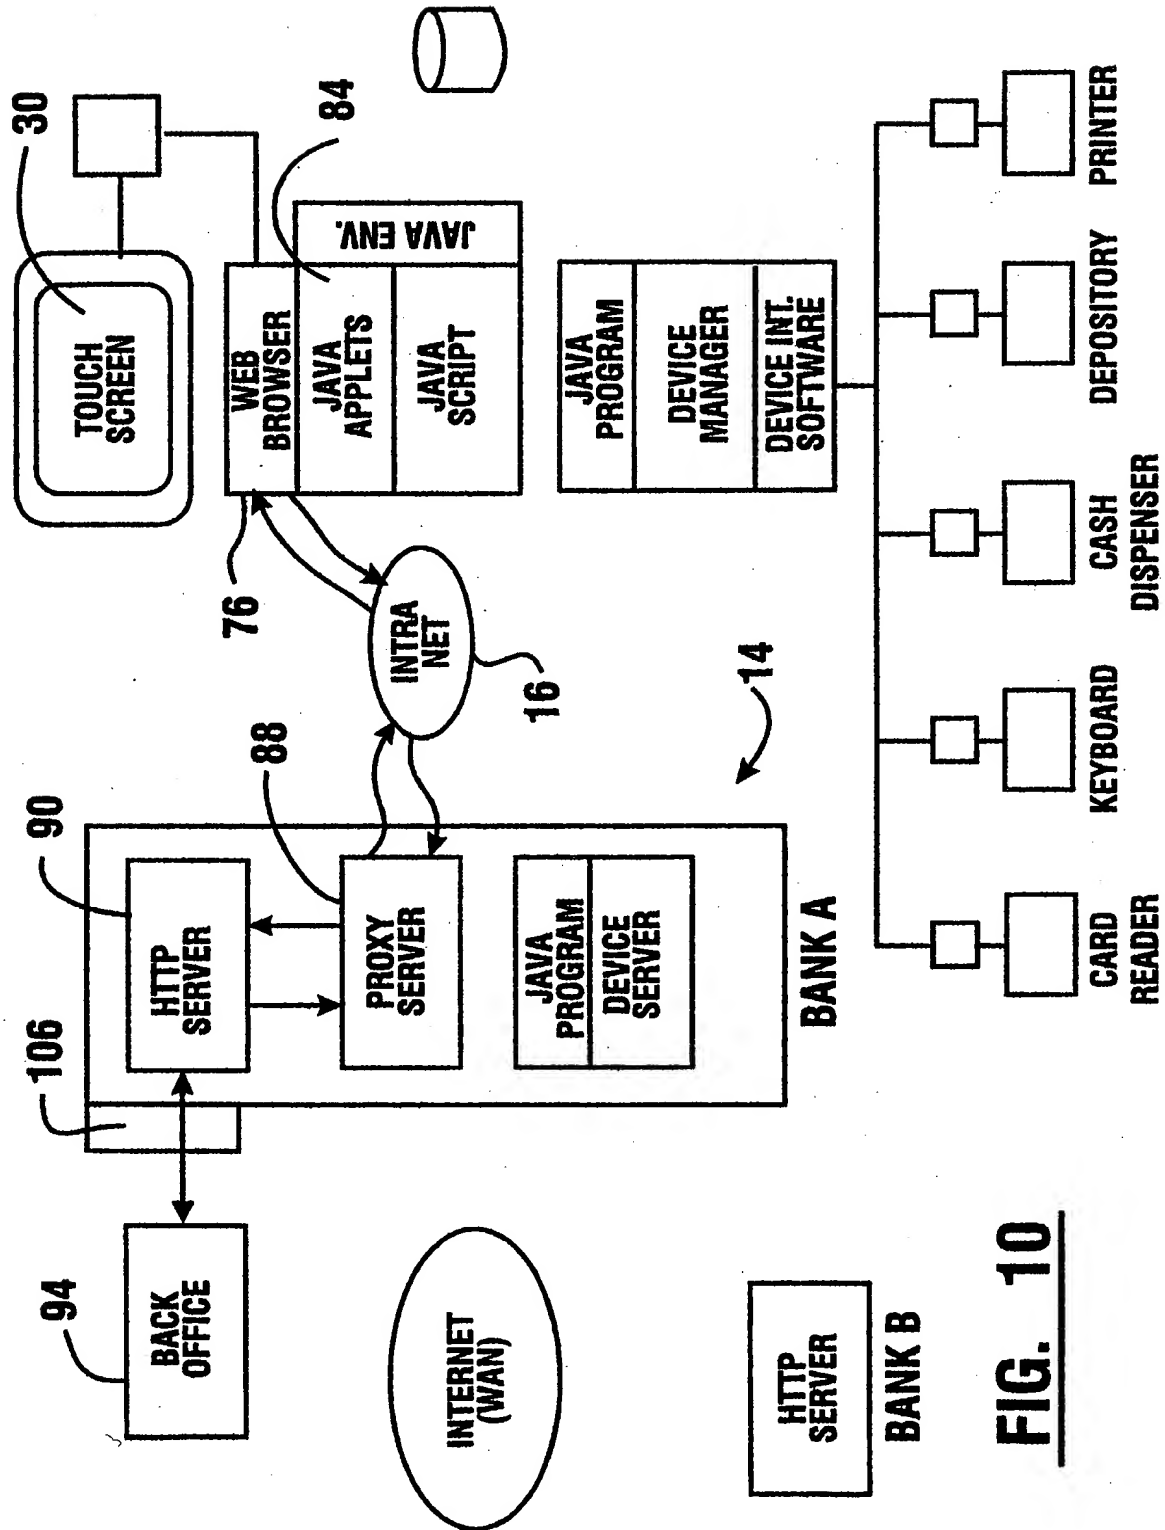 94
BACK
OFFICE
106
90
HTTP
SERVER
88
PROXY
SERVER
JAVA
PROGRAM
DEVICE
SERVER
BANK A
INTERNET
(WAN)
HTTP
SERVER
BANK B
INTRA
NET
16
14
30
TOUCH
SCREEN
76
WEB
BROWSER
84
JAVA
APPLETS
JAVA
SCRIPT
JAVA ENV.
JAVA
PROGRAM
DEVICE
MANAGER
DEVICE INT.
SOFTWARE
CARD
READER
KEYBOARD
CASH
DISPENSER
DEPOSITORY
PRINTER
FIG. 10